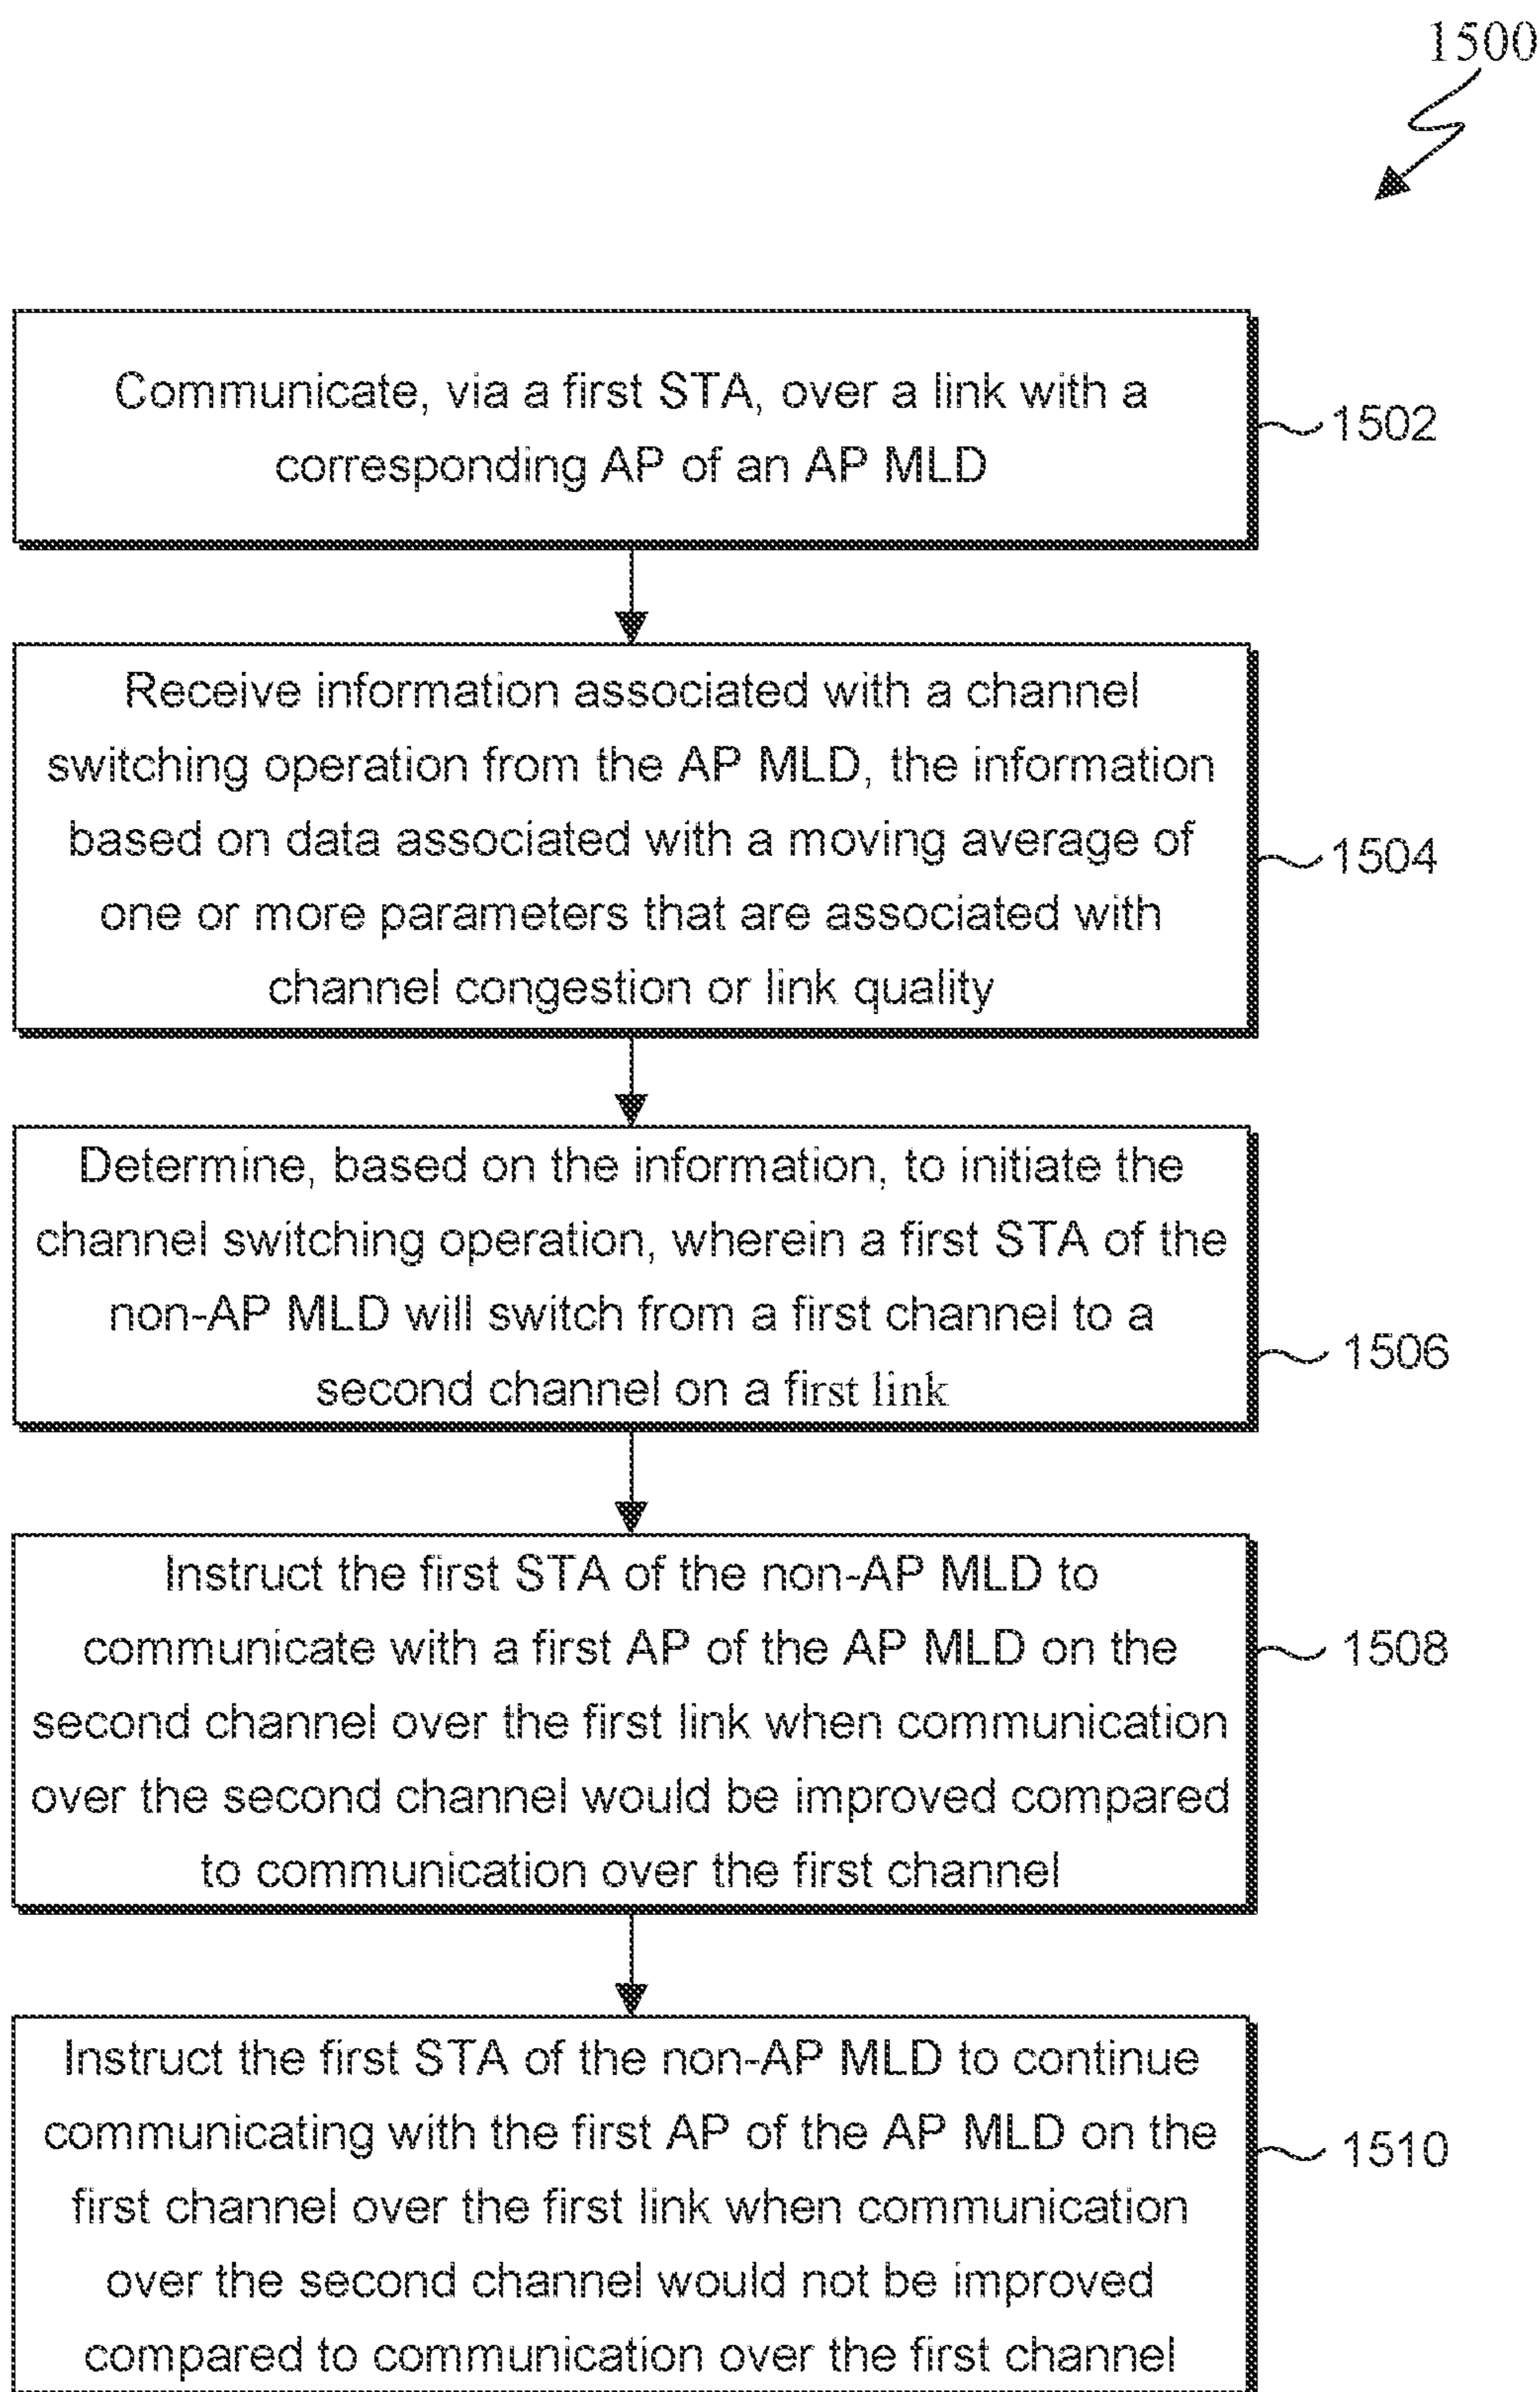 1500
Communicate, via a first STA, over a link with a
corresponding AP of an AP MLD
1502
Receive information associated with a channel
switching operation from the AP MLD, the information
based on data associated with a moving average of
one or more parameters that are associated with
channel congestion or link quality
1504
Determine, based on the information, to initiate the
channel switching operation, wherein a first STA of the
non-AP MLD will switch from a first channel to a
second channel on a first link
1506
Instruct the first STA of the non-AP MLD to
communicate with a first AP of the AP MLD on the
second channel over the first link when communication
over the second channel would be improved compared
to communication over the first channel
1508
Instruct the first STA of the non-AP MLD to continue
communicating with the first AP of the AP MLD on the
first channel over the first link when communication
over the second channel would not be improved
compared to communication over the first channel
1510